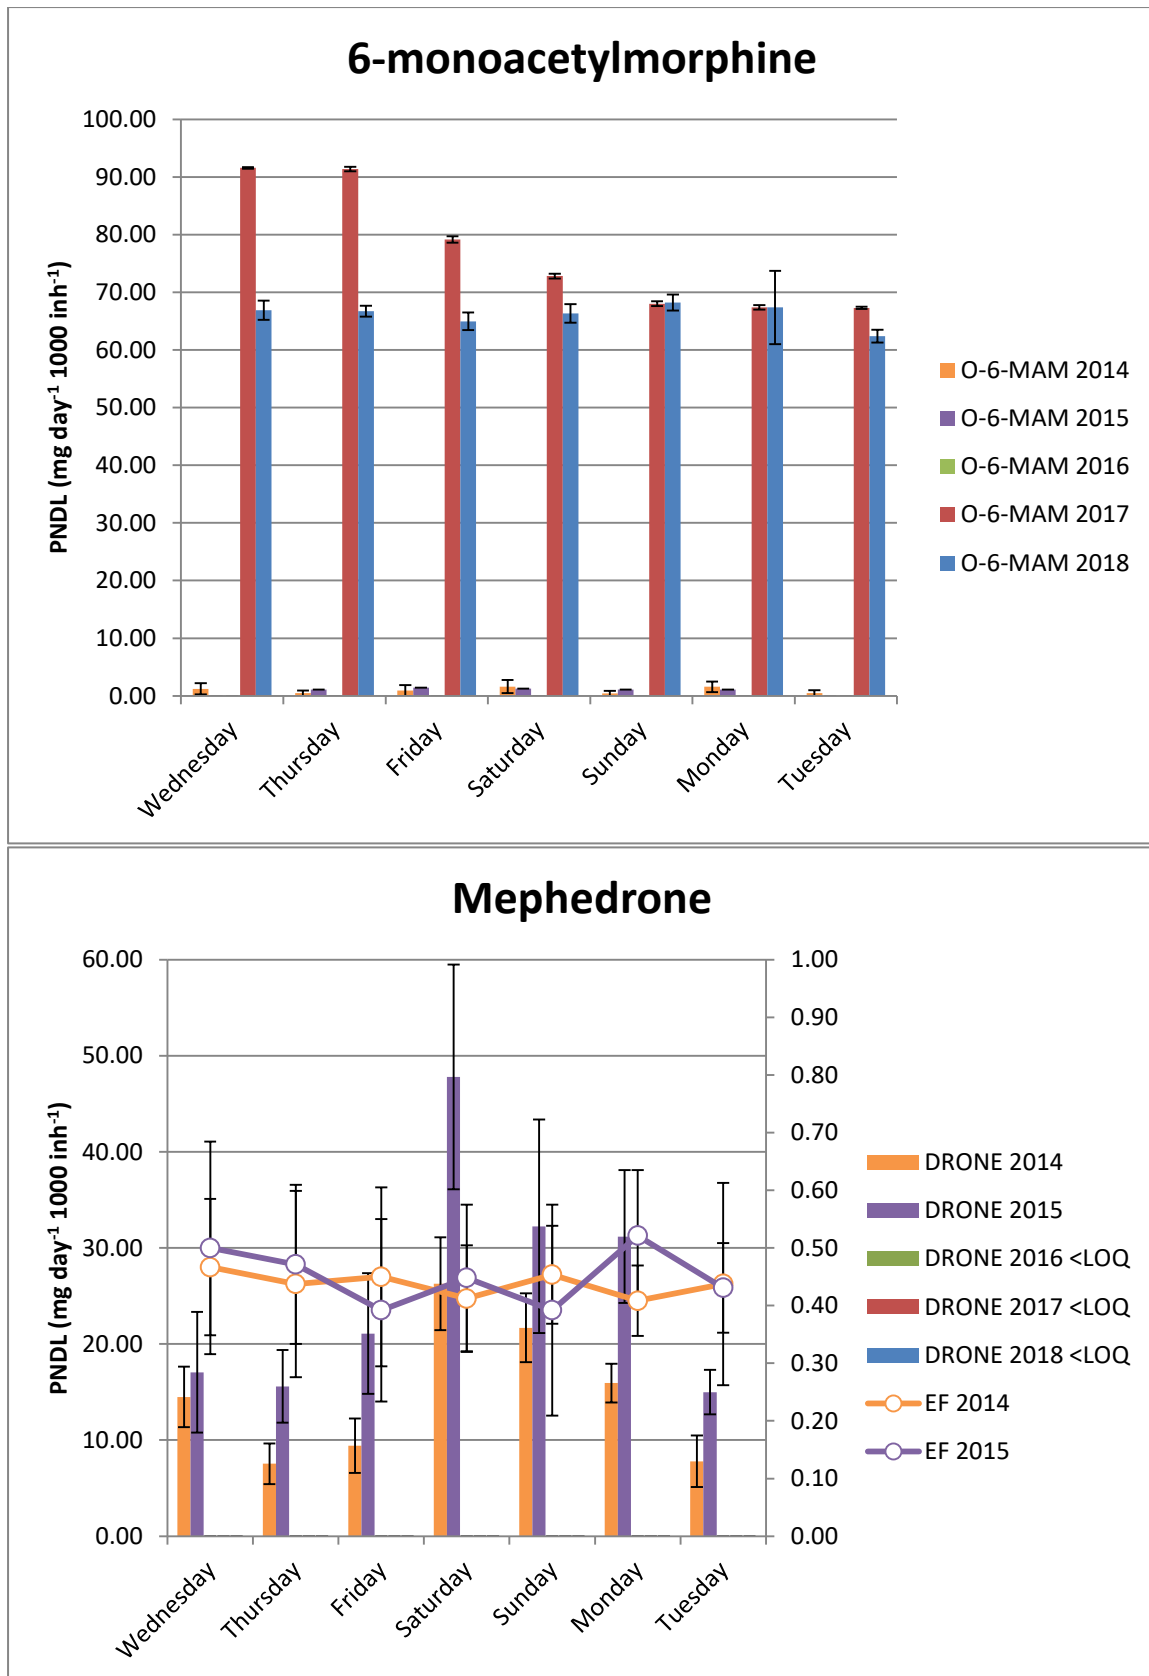 6-monoacetylmorphine
PNDL (mg day⁻¹ 1000 inh⁻¹)
100.00
90.00
80.00
70.00
60.00
50.00
40.00
30.00
20.00
10.00
0.00
Wednesday
Thursday
Friday
Saturday
Sunday
Monday
Tuesday
O-6-MAM 2014
O-6-MAM 2015
O-6-MAM 2016
O-6-MAM 2017
O-6-MAM 2018
Mephedrone
PNDL (mg day⁻¹ 1000 inh⁻¹)
60.00
50.00
40.00
30.00
20.00
10.00
0.00
1.00
0.90
0.80
0.70
0.60
0.50
0.40
0.30
0.20
0.10
0.00
Wednesday
Thursday
Friday
Saturday
Sunday
Monday
Tuesday
DRONE 2014
DRONE 2015
DRONE 2016 <LOQ
DRONE 2017 <LOQ
DRONE 2018 <LOQ
EF 2014
EF 2015